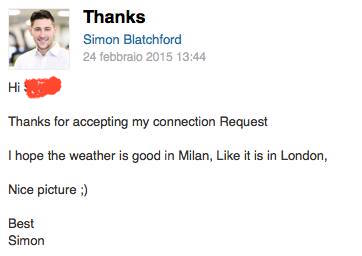 Thanks
Simon Blatchford
24 febbraio 2015 13:44
Hi
Thanks for accepting my connection Request
I hope the weather is good in Milan, Like it is in London,
Nice picture ;)
Best
Simon